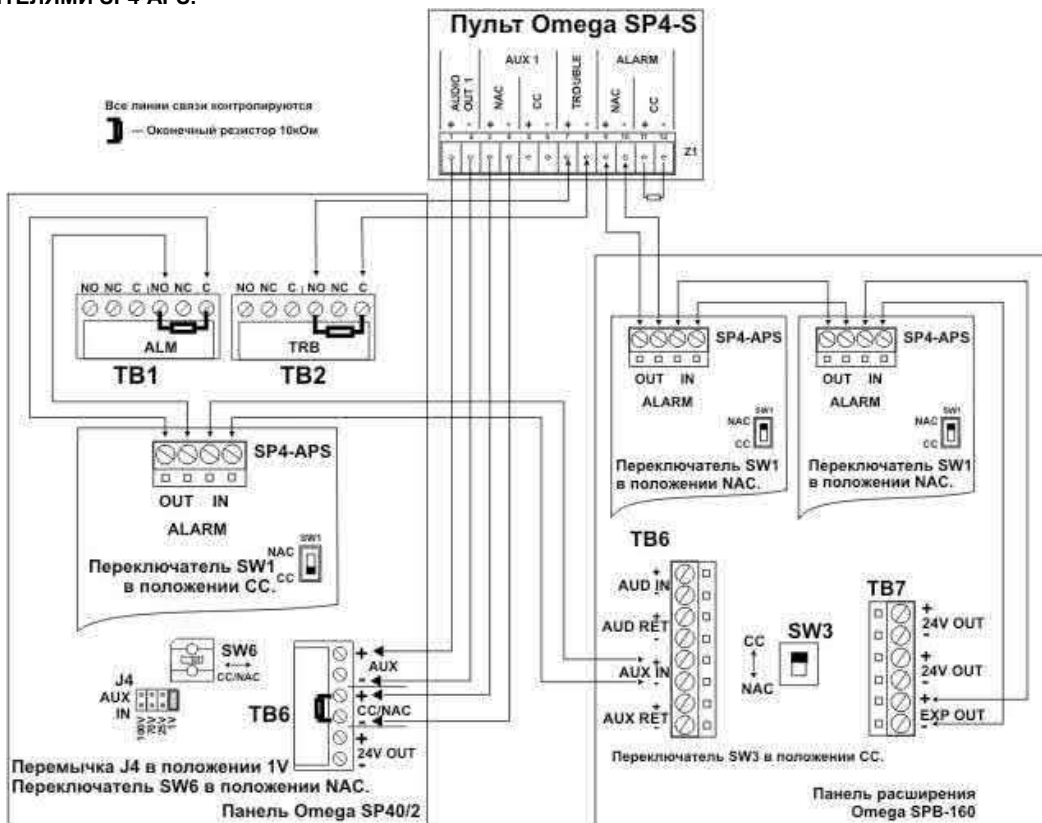 ИТЕЛЯМИ SP4-APS.
Пульт Omega SP4-S
AUX 1
ALARM
AUDIO OUT 1
NAC
CC
TROUBLE
NAC
CC
+ - + - + - + - + - + -
1 2 3 4 5 6 7 8 9 10 11 12
Z1
Все линии связи контролируются
— Оконечный резистор 10кОм
NO NC C NO NC C
ALM
TB1
NO NC C NO NC C
TRB
TB2
SP4-APS
OUT IN
ALARM
SW1
NAC
CC
Переключатель SW1
в положении CC.
SW6
CC/NAC
J4
AUX
IN
100V 70V 25V 1V
TB6
+
AUX
-
+
CC/NAC
-
+
24V OUT
-
Перемычка J4 в положении 1V
Переключатель SW6 в положении NAC.
Панель Omega SP40/2
SP4-APS
OUT IN
ALARM
SW1
NAC
CC
Переключатель SW1
в положении NAC.
SP4-APS
OUT IN
ALARM
SW1
NAC
CC
Переключатель SW1
в положении NAC.
TB6
+
AUD IN
-
+
AUD RET
-
+
AUX IN
-
+
AUX RET
-
CC
NAC
SW3
TB7
+
24V OUT
-
+
24V OUT
-
+
EXP OUT
-
Переключатель SW3 в положении CC.
Панель расширения
Omega SPB-160